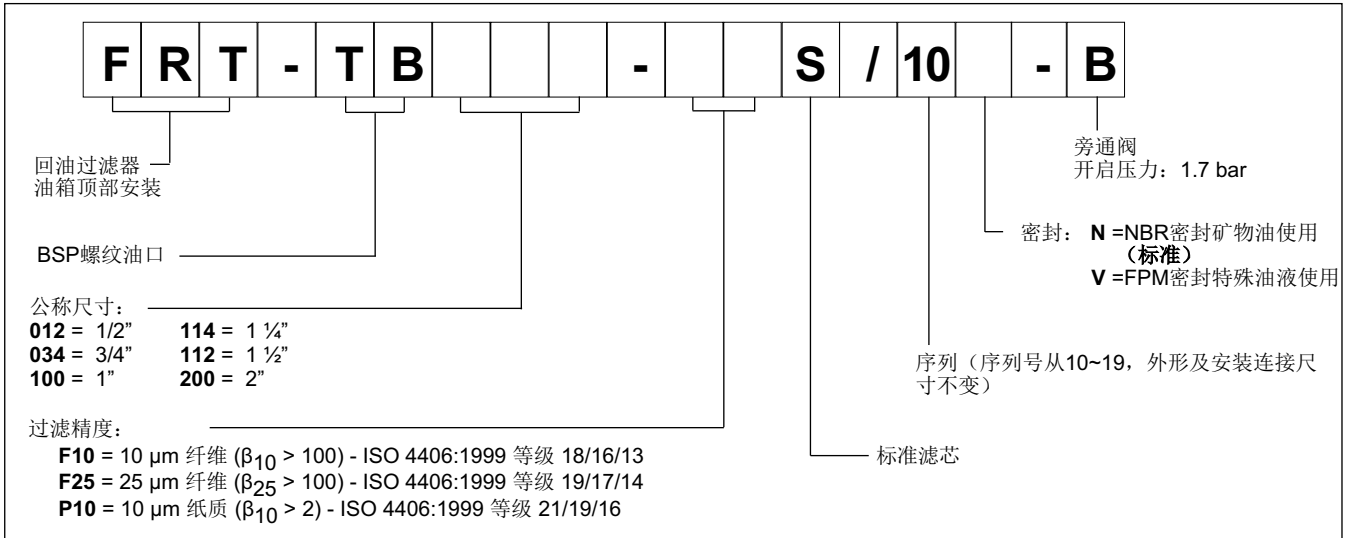 FRT-TB - S/10 -B
旁通阀
开启压力：1.7 bar
回油过滤器
油箱顶部安装
密封： N =NBR密封矿物油使用
（标准）
V =FPM密封特殊油液使用
BSP螺纹油口
公称尺寸：
012 = 1/2” 114 = 1 ¼”
034 = 3/4” 112 = 1 ½”
100 = 1” 200 = 2”
序列（序列号从10~19，外形及安装连接尺
寸不变）
过滤精度：
标准滤芯
F10 = 10 µm 纤维 (β10 > 100) - ISO 4406:1999 等级 18/16/13
F25 = 25 µm 纤维 (β25 > 100) - ISO 4406:1999 等级 19/17/14
P10 = 10 µm 纸质 (β10 > 2) - ISO 4406:1999 等级 21/19/16